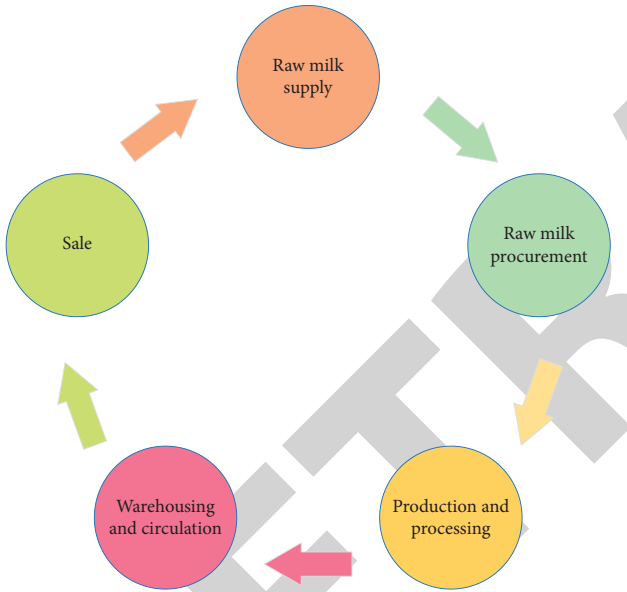 Raw milk
supply
Raw milk
procurement
Production and
processing
Warehousing
and circulation
Sale